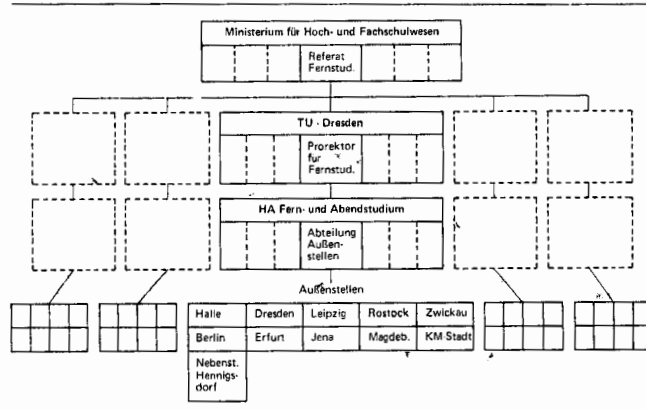 Ministerium für Hoch- und Fachschulwesen
Referat
Fernstud.
TU - Dresden
Prorektor
fur
Fernstud.
HA Fern- und Abendstudium
Abteilung
Außen-
stellen
Außenstellen
Halle Dresden Leipzig Rostock Zwickau
Berlin Erfurt Jena Magdeb. KM-Stadt
Nebenst.
Hennigs-
dorf